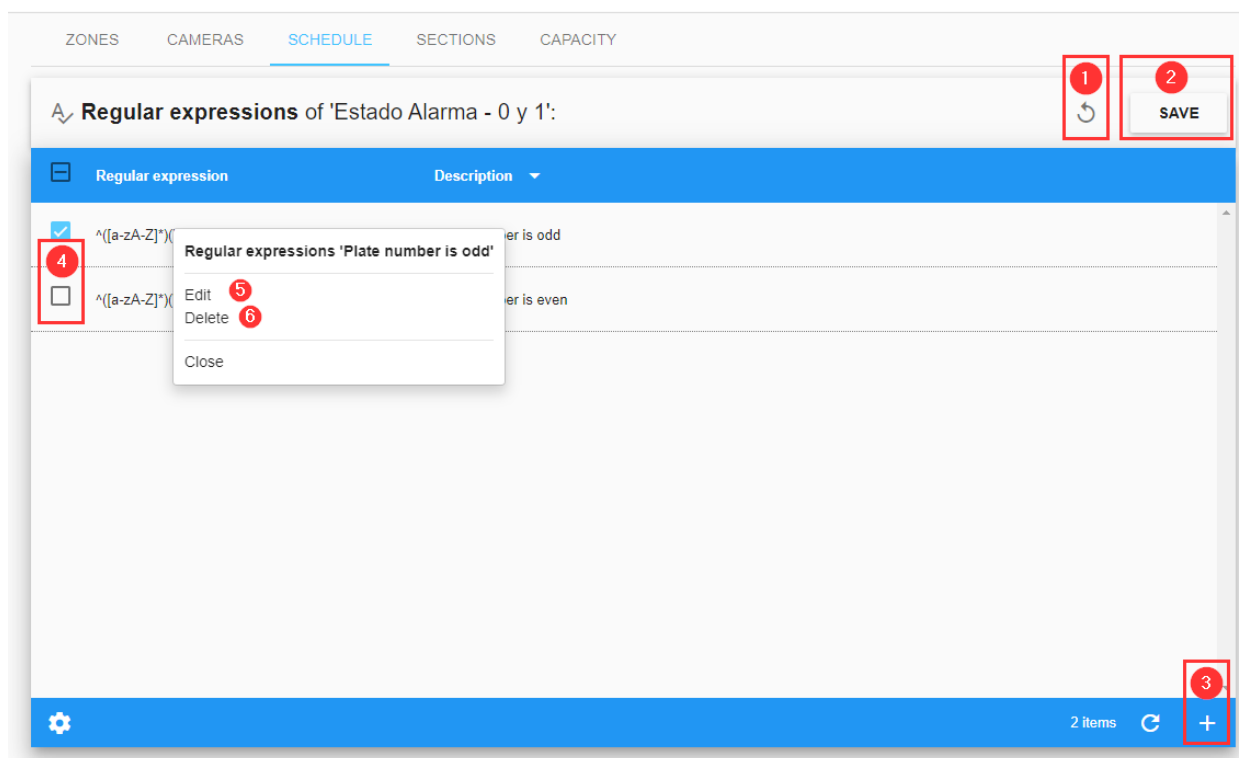 ZONES CAMERAS SCHEDULE SECTIONS CAPACITY
1 2
Regular expressions of 'Estado Alarma - 0 y 1':
SAVE
Regular expression Description
^([a-zA-Z]*)( er is odd
Regular expressions 'Plate number is odd'
4
^([a-zA-Z]*)( er is even
Edit 5
Delete 6
Close
3
2 items